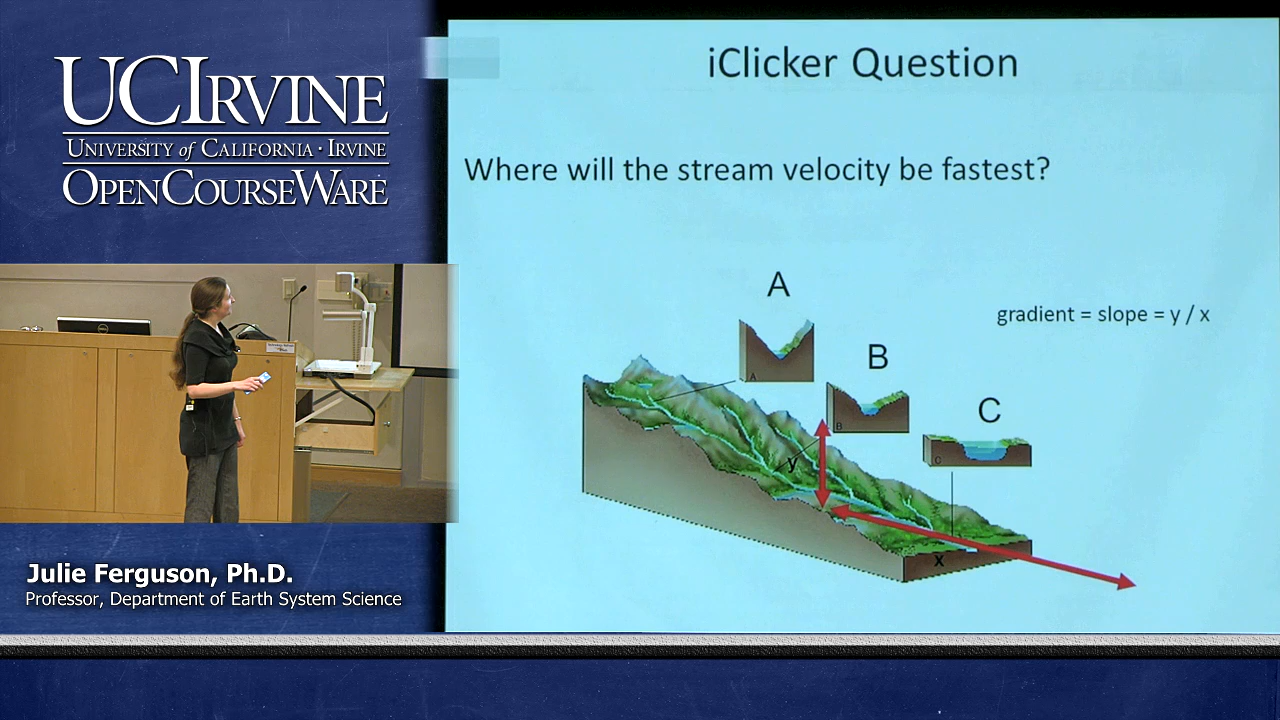 UCIRVINE
UNIVERSITY of CALIFORNIA · IRVINE
OPENCOURSEWARE
iClicker Question
Where will the stream velocity be fastest?
A
gradient = slope = y / x
B
C
A
B
C
y
x
DELL
Julie Ferguson, Ph.D.
Professor, Department of Earth System Science